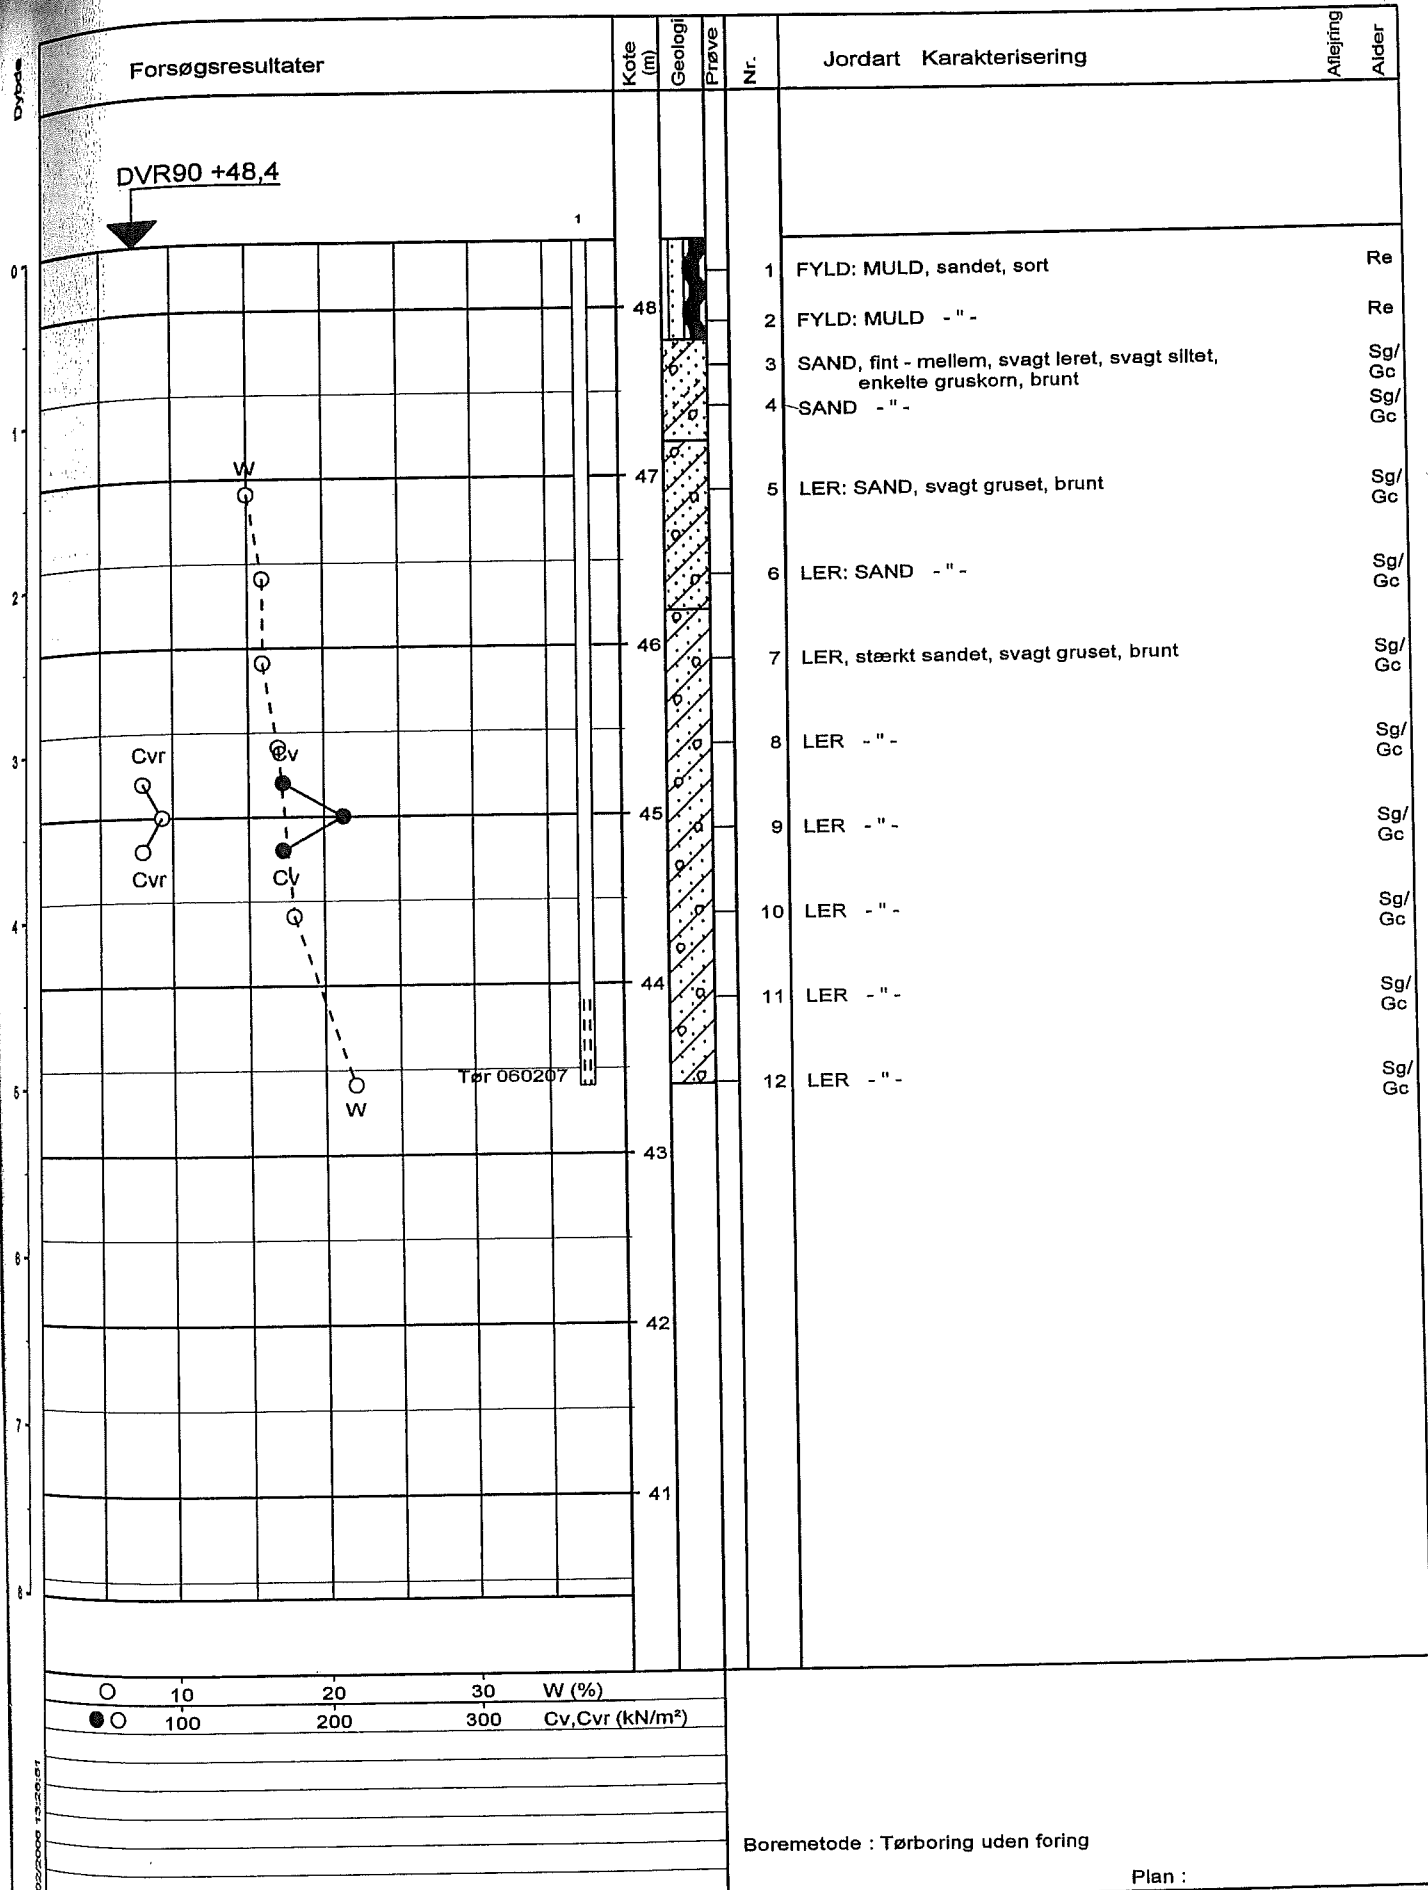 Dybde
Forsøgsresultater
Kote (m)
Geologi
Prøve
Nr.
Jordart Karakterisering
Aflejring
Alder
DVR90 +48,4
1
0
1 FYLD: MULD, sandet, sort Re
48
2 FYLD: MULD - " - Re
3 SAND, fint - mellem, svagt leret, svagt siltet, Sg/ Gc
enkelte gruskorn, brunt
4 SAND - " - Sg/ Gc
1
W
47
5 LER: SAND, svagt gruset, brunt Sg/ Gc
6 LER: SAND - " - Sg/ Gc
2
46
7 LER, stærkt sandet, svagt gruset, brunt Sg/ Gc
8 LER - " - Sg/ Gc
3
Cvr
Cv
45
9 LER - " - Sg/ Gc
Cvr
Cv
10 LER - " - Sg/ Gc
4
44
11 LER - " - Sg/ Gc
Tør 060207
12 LER - " - Sg/ Gc
5
W
43
6
42
7
41
8
10 20 30 W (%)
100 200 300 Cv,Cvr (kN/m²)
Boremetode : Tørboring uden foring
Plan :